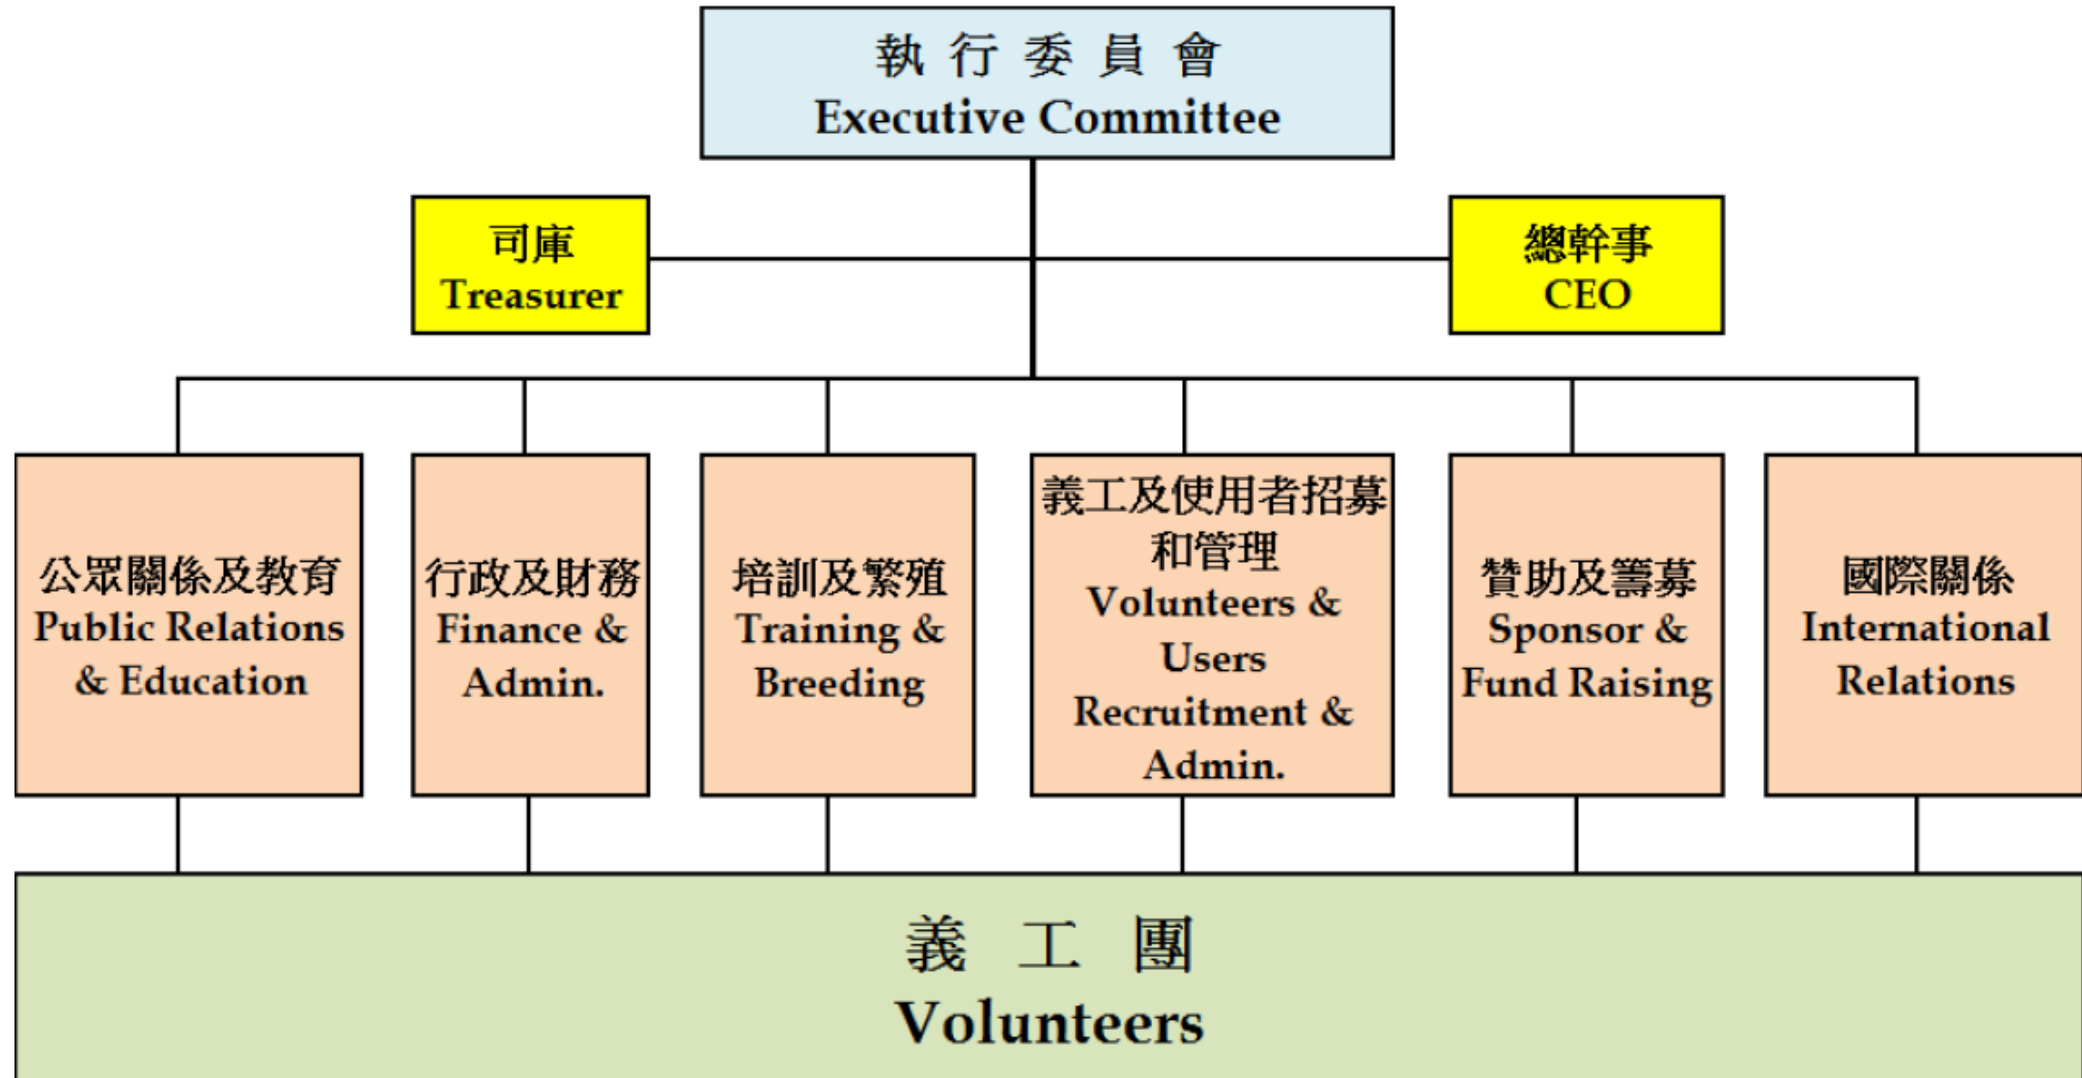 執 行 委 員 會
Executive Committee
司庫
Treasurer
總幹事
CEO
公眾關係及教育
Public Relations
& Education
行政及財務
Finance &
Admin.
培訓及繁殖
Training &
Breeding
義工及使用者招募
和管理
Volunteers &
Users
Recruitment &
Admin.
贊助及籌募
Sponsor &
Fund Raising
國際關係
International
Relations
義 工 團
Volunteers